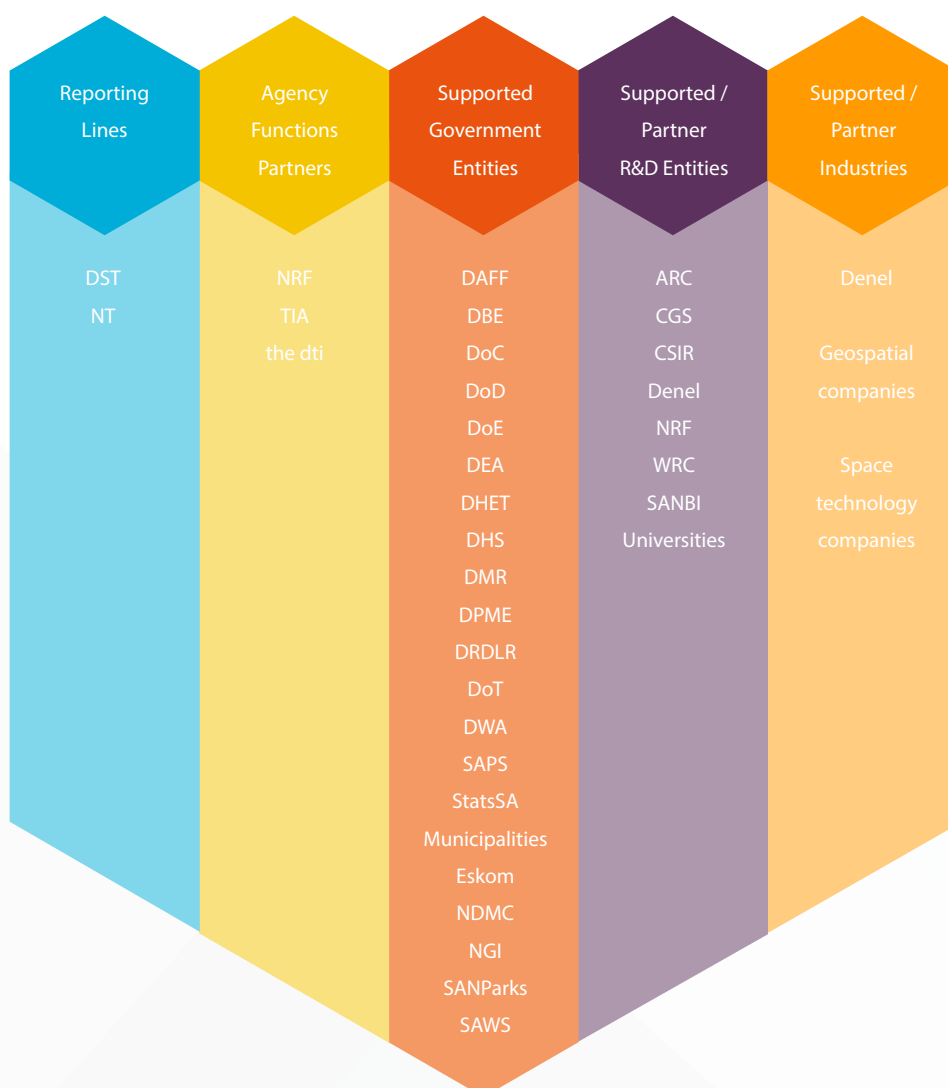 Reporting
Lines
Agency
Functions
Partners
Supported
Government
Entities
Supported /
Partner
R&D Entities
Supported /
Partner
Industries
DST
NT
NRF
TIA
the dti
DAFF
DBE
DoC
DoD
DoE
DEA
DHET
DHS
DMR
DPME
DRDLR
DoT
DWA
SAPS
StatsSA
Municipalities
Eskom
NDMC
NGI
SANParks
SAWS
ARC
CGS
CSIR
Denel
NRF
WRC
SANBI
Universities
Denel
Geospatial
companies
Space
technology
companies